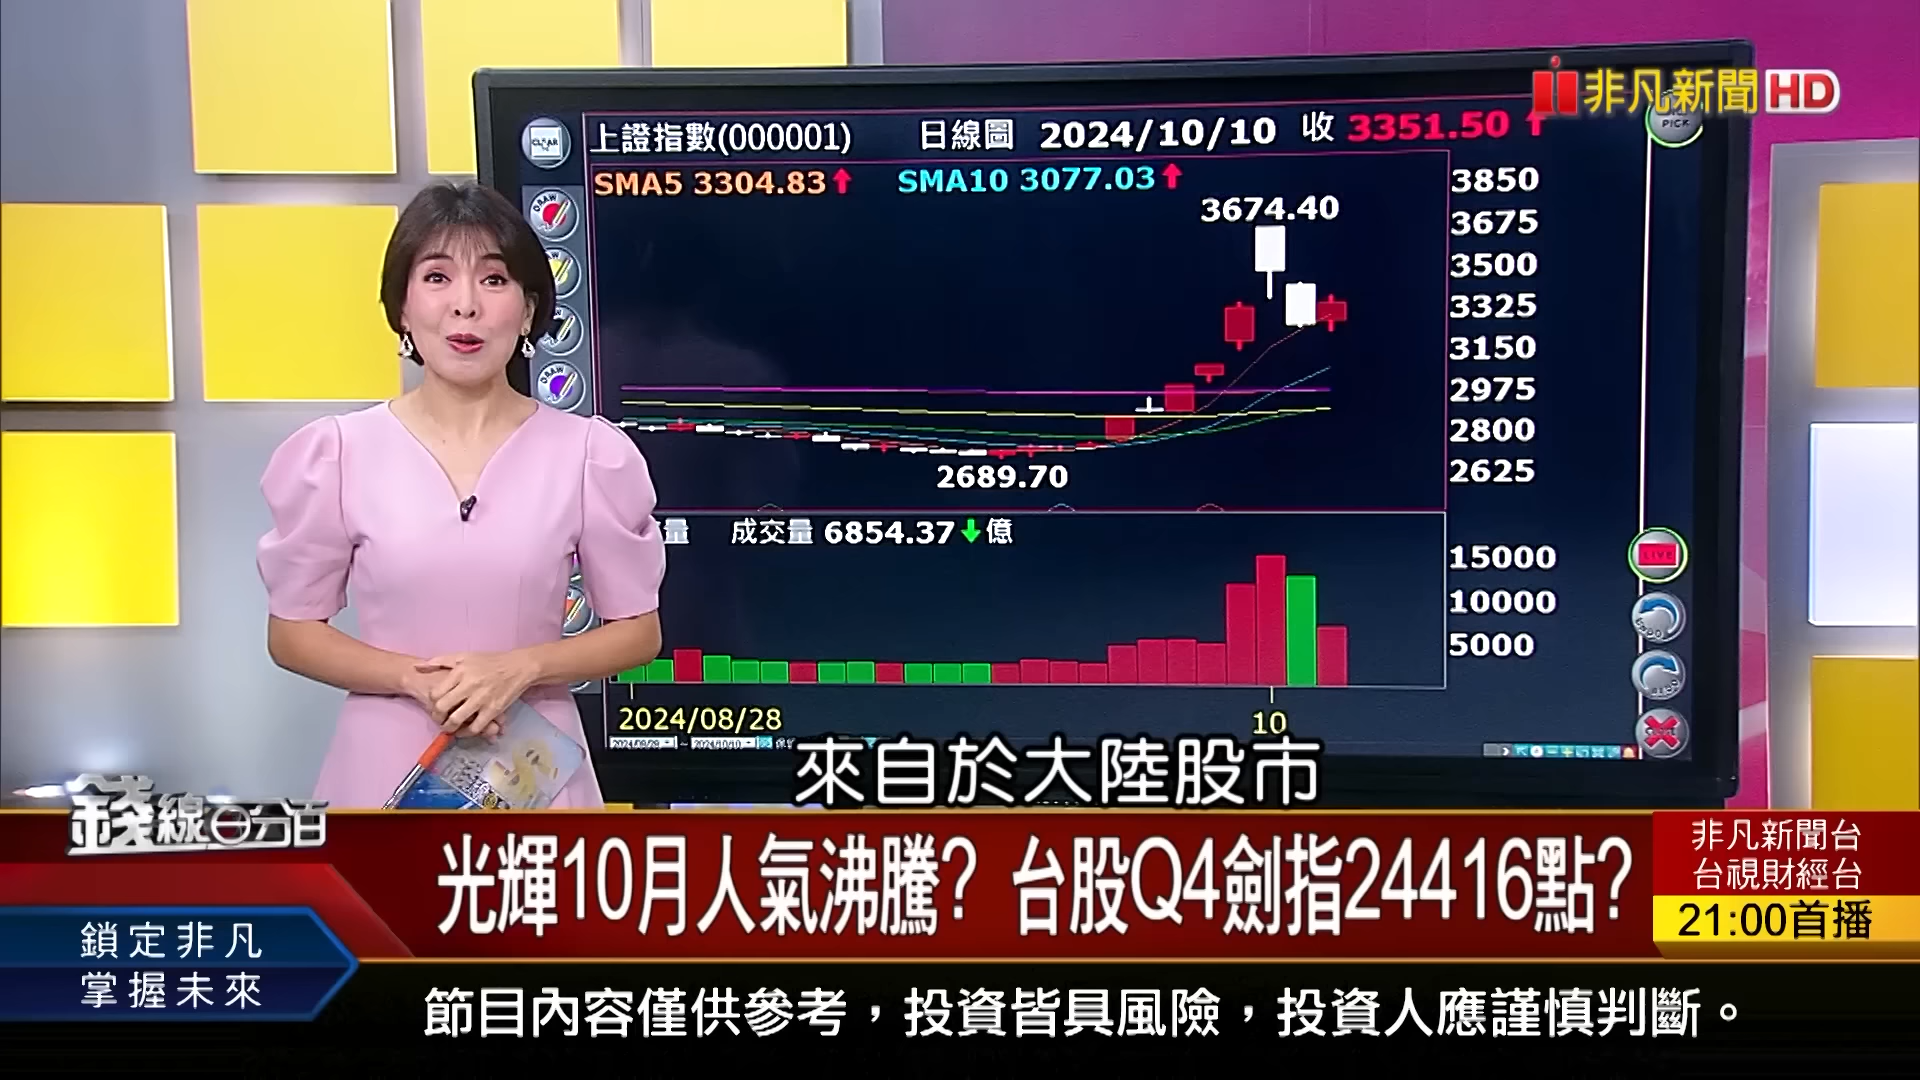 非凡新聞HD
上證指數(000001) 日線圖 2024/10/10 收 3351.50↑
CLEAR
PICK
SMA5 3304.83↑ SMA10 3077.03↑
DRAW
3674.40
3850
3675
3500
3325
3150
2975
2800
2625
DRAW
2689.70
量 成交量 6854.37↓億
15000
10000
5000
LIVE
2024/08/28
10
來自於大陸股市
錢線百分百
光輝10月人氣沸騰? 台股Q4劍指24416點?
非凡新聞台
台視財經台
21:00首播
鎖定非凡
掌握未來
節目內容僅供參考，投資皆具風險，投資人應謹慎判斷。